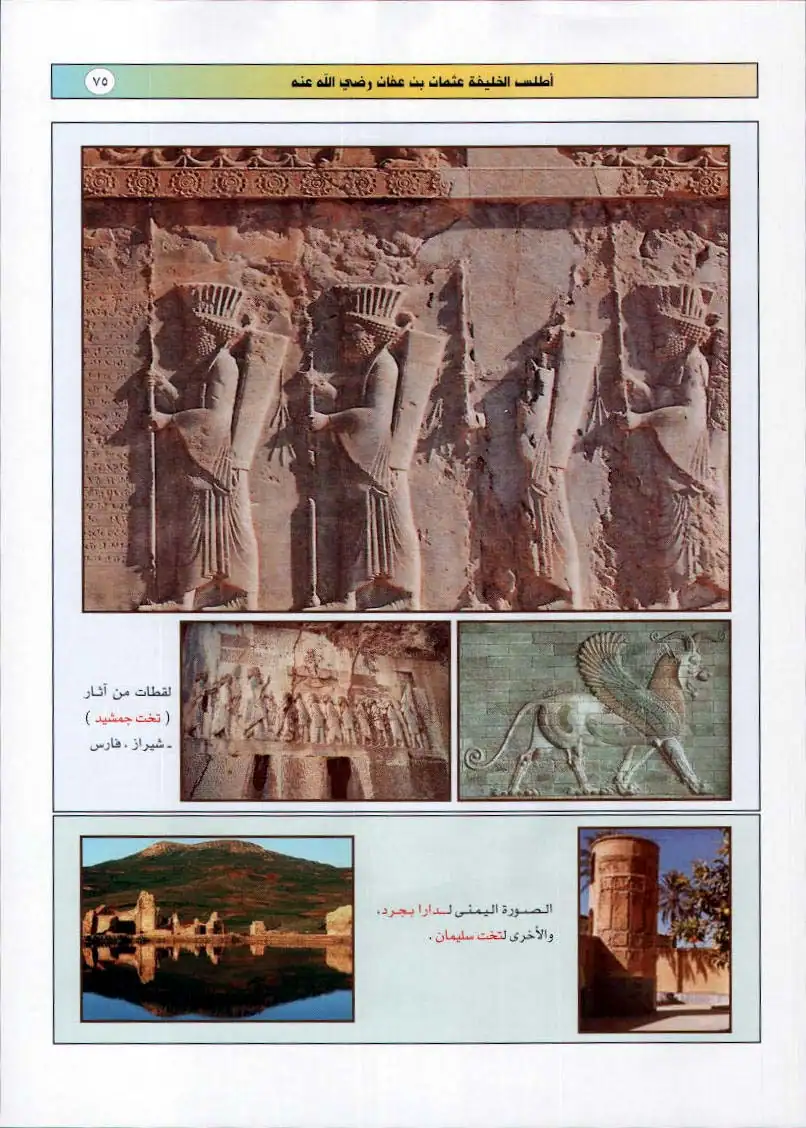 أطلس الخليفة عثمان بن عفان رضي الله عنه
٧٥
لقطات من آثار
( تخت جمشيد )
ـ شيراز ، فارس
الصورة اليمنى لـدارا بجرد،
والأخرى لتخت سليمان .